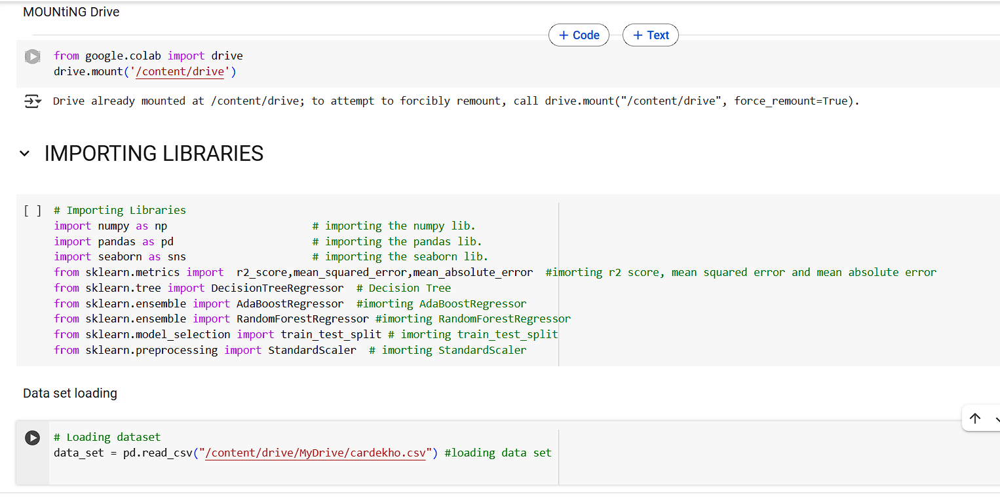 MOUNtiNG Drive
+ Code + Text
from google.colab import drive
drive.mount('/content/drive')
Drive already mounted at /content/drive; to attempt to forcibly remount, call drive.mount("/content/drive", force_remount=True).
IMPORTING LIBRARIES
[ ] # Importing Libraries
import numpy as np # importing the numpy lib.
import pandas as pd # importing the pandas lib.
import seaborn as sns # importing the seaborn lib.
from sklearn.metrics import  r2_score,mean_squared_error,mean_absolute_error  #imorting r2 score, mean squared error and mean absolute error
from sklearn.tree import DecisionTreeRegressor  # Decision Tree
from sklearn.ensemble import AdaBoostRegressor  #imorting AdaBoostRegressor
from sklearn.ensemble import RandomForestRegressor #imorting RandomForestRegressor
from sklearn.model_selection import train_test_split # imorting train_test_split
from sklearn.preprocessing import StandardScaler  # imorting StandardScaler
Data set loading
# Loading dataset
data_set = pd.read_csv("/content/drive/MyDrive/cardekho.csv") #loading data set